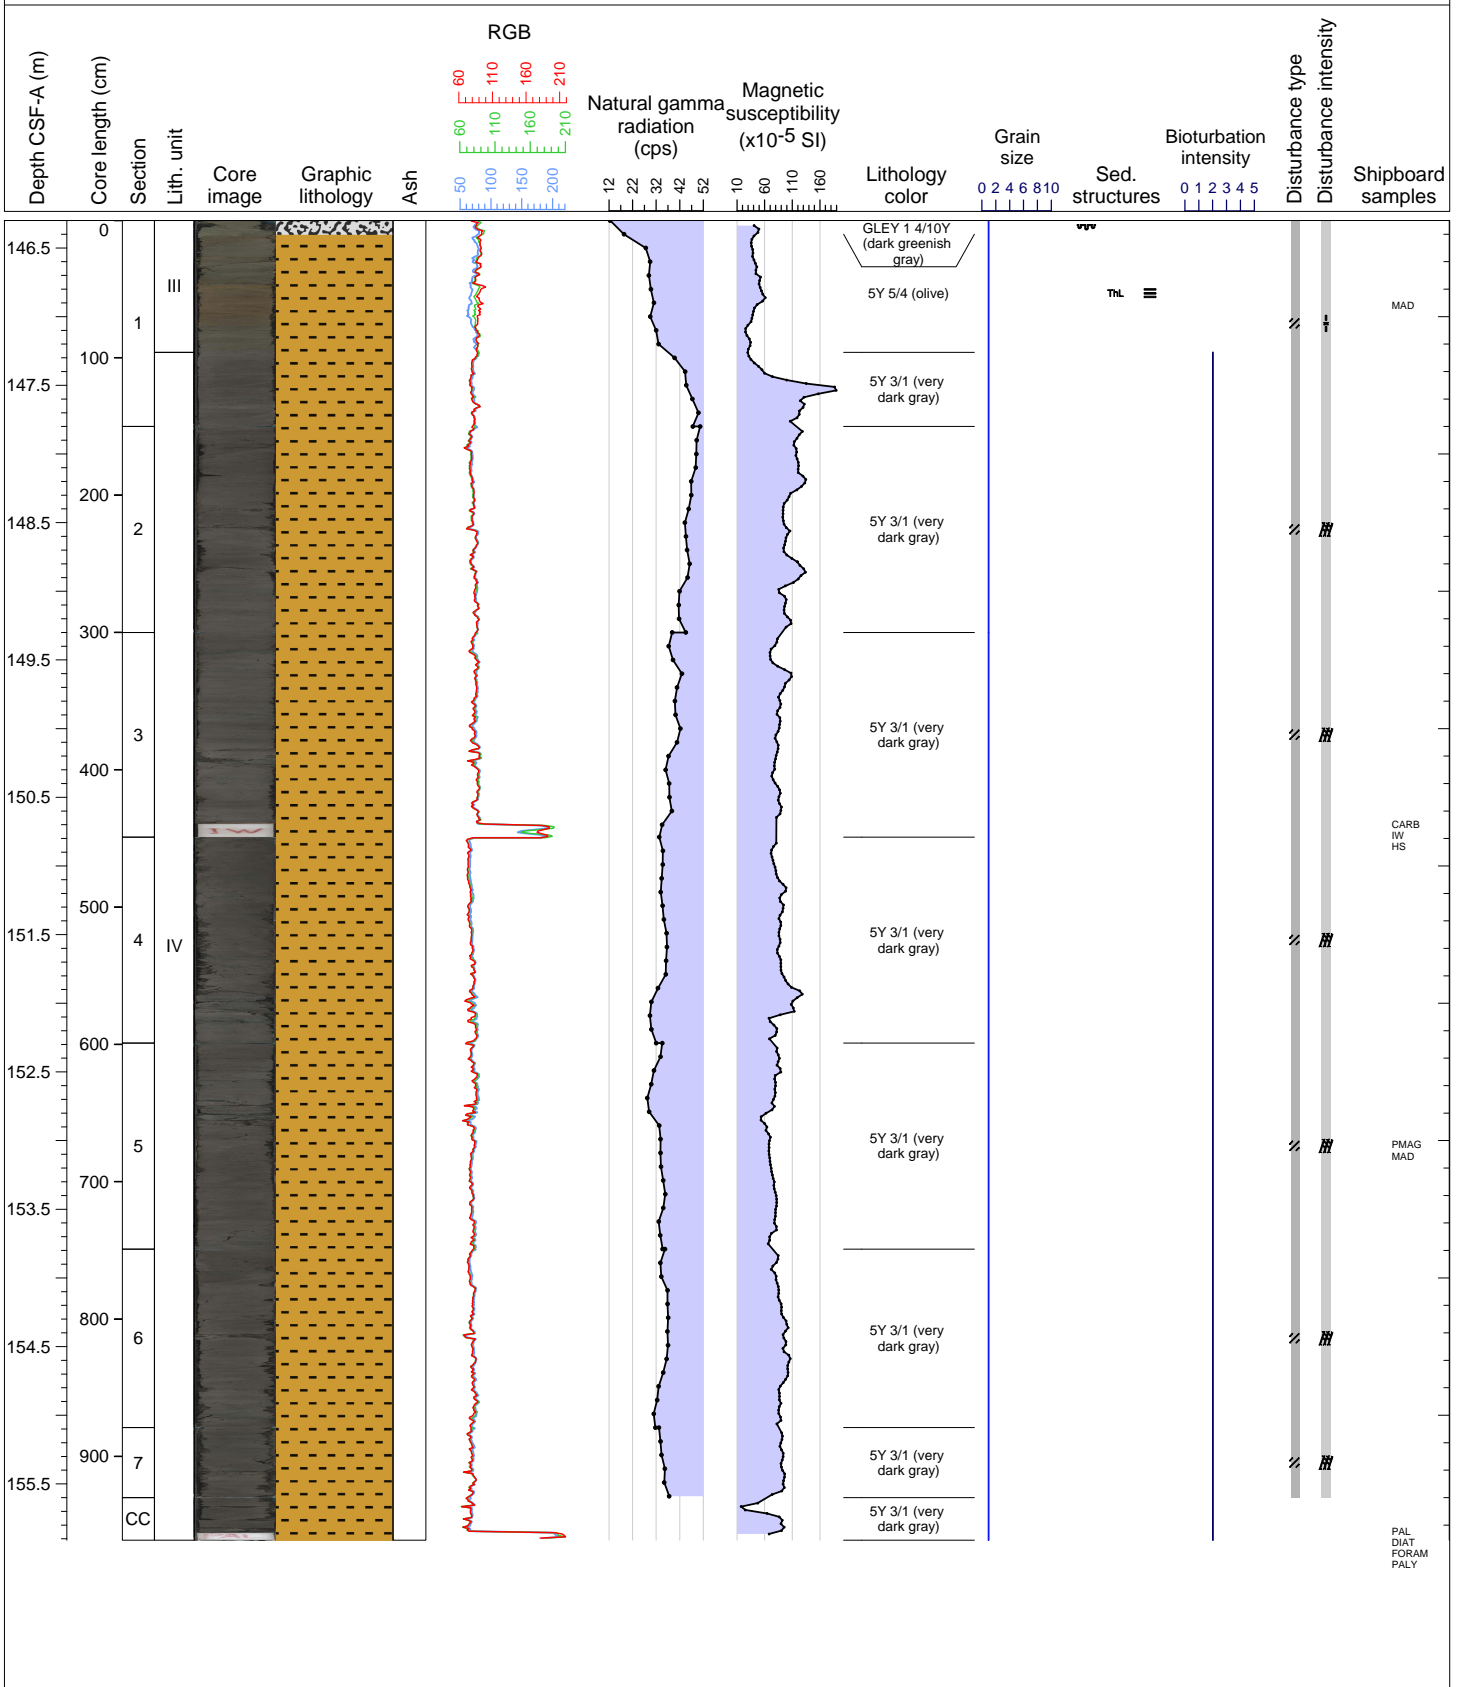 RGB
Depth CSF-A (m)
Core length (cm)
Section
Lith. unit
Core
image
Graphic
lithology
Ash
60 110 160 210
60 110 160 210
50 100 150 200
Natural gamma
radiation
(cps)
12 22 32 42 52
Magnetic
susceptibility
(x10-5 SI)
10 60 110 160
Lithology
color
Grain
size
0 2 4 6 8 10
Sed.
structures
Bioturbation
intensity
0 1 2 3 4 5
Disturbance type
Disturbance intensity
Shipboard
samples
0
GLEY 1 4/10Y
(dark greenish
gray)
146.5
III
5Y 5/4 (olive)
ThL
MAD
1
100
147.5
5Y 3/1 (very
dark gray)
200
148.5
2
5Y 3/1 (very
dark gray)
300
149.5
3
5Y 3/1 (very
dark gray)
400
150.5
IW
CARB
IW
HS
500
151.5
4
IV
5Y 3/1 (very
dark gray)
600
152.5
5
5Y 3/1 (very
dark gray)
PMAG
MAD
700
153.5
800
6
5Y 3/1 (very
dark gray)
154.5
900
7
5Y 3/1 (very
dark gray)
155.5
CC
5Y 3/1 (very
dark gray)
PAL
DIAT
FORAM
PALY